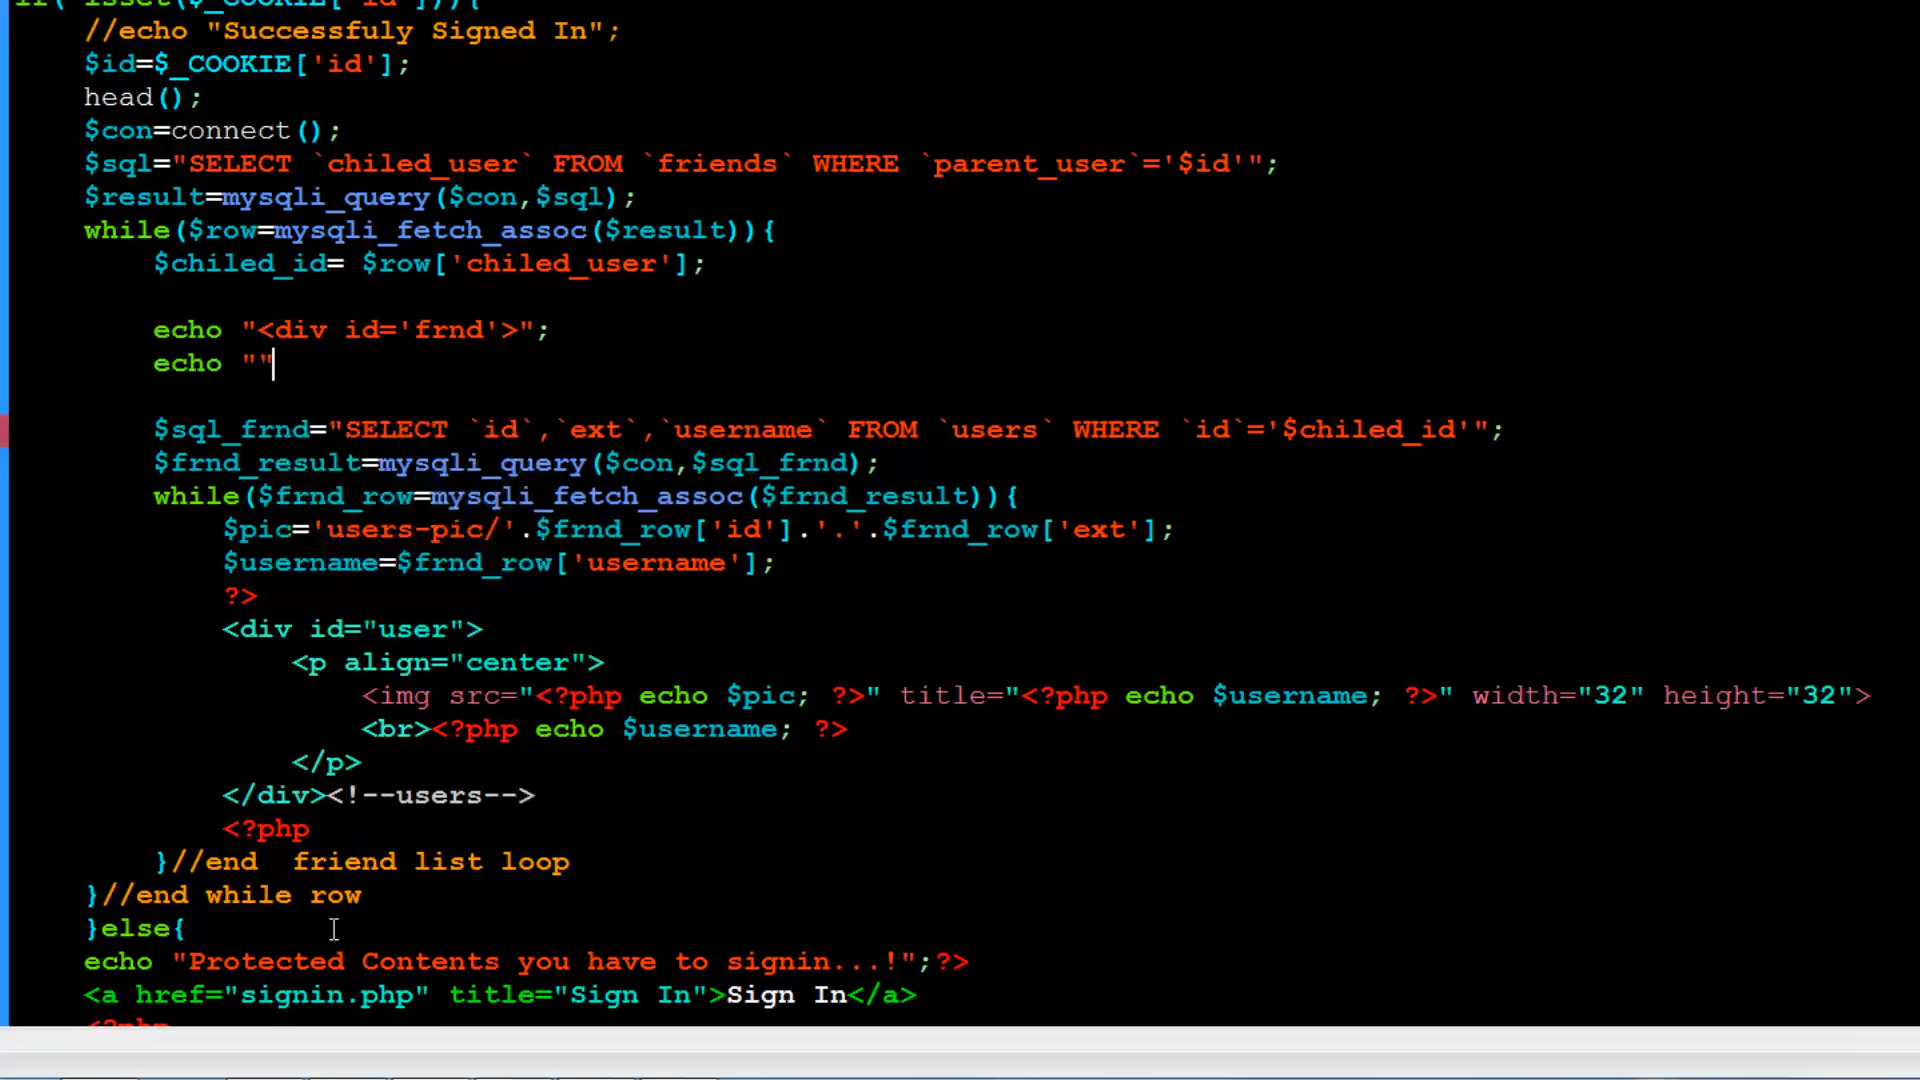 if( isset($_COOKIE['id'])){
//echo "Successfuly Signed In";
$id=$_COOKIE['id'];
head();
$con=connect();
$sql="SELECT `chiled_user` FROM `friends` WHERE `parent_user`='$id'";
$result=mysqli_query($con,$sql);
while($row=mysqli_fetch_assoc($result)){
$chiled_id= $row['chiled_user'];
echo "<div id='frnd'>";
echo ""
$sql_frnd="SELECT `id`,`ext`,`username` FROM `users` WHERE `id`='$chiled_id'";
$frnd_result=mysqli_query($con,$sql_frnd);
while($frnd_row=mysqli_fetch_assoc($frnd_result)){
$pic='users-pic/'.$frnd_row['id'].'.'.$frnd_row['ext'];
$username=$frnd_row['username'];
?>
<div id="user">
<p align="center">
<img src="<?php echo $pic; ?>" title="<?php echo $username; ?>" width="32" height="32">
<br><?php echo $username; ?>
</p>
</div><!--users-->
<?php
}//end  friend list loop
}//end while row
}else{
echo "Protected Contents you have to signin...!";?>
<a href="signin.php" title="Sign In">Sign In</a>
<?php